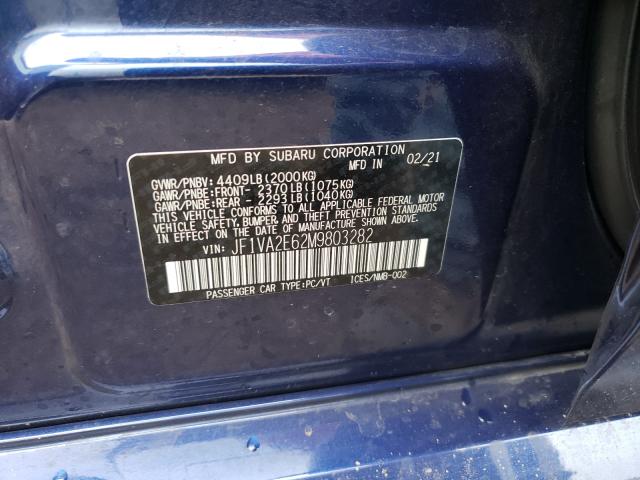 MFD BY SUBARU CORPORATION
MFD IN 02/21
GVWR/PNBV: 4409LB(2000KG)
GAWR/PNBE:FRONT- 2370LB(1075KG)
GAWR/PNBE:REAR - 2293LB(1040KG)
THIS VEHICLE CONFORMS TO ALL APPLICABLE FEDERAL MOTOR
VEHICLE SAFETY, BUMPER, AND THEFT PREVENTION STANDARDS
IN EFFECT ON THE DATE OF MANUFACTURE SHOWN ABOVE.
VIN: JF1VA2E62M9803282
PASSENGER CAR TYPE:PC/VT ICES/NMB-002